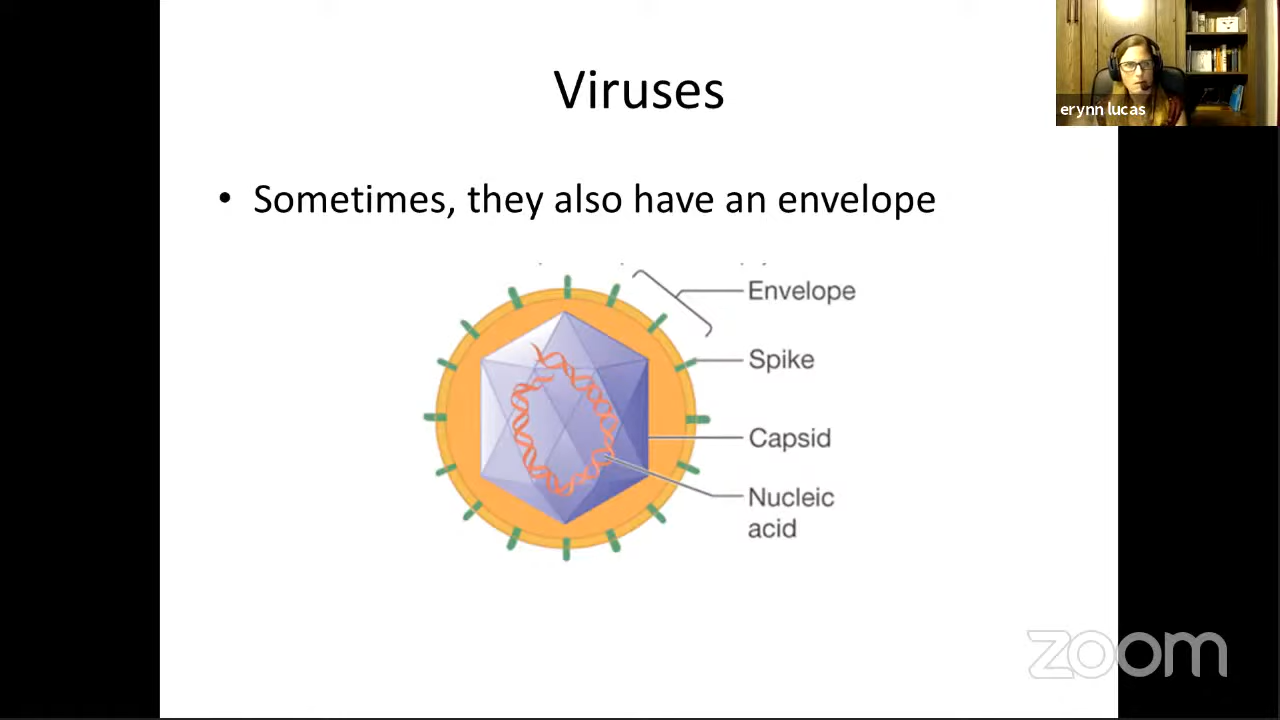 Viruses
erynn lucas
• Sometimes, they also have an envelope
Envelope
Spike
Capsid
Nucleic
acid
zoom